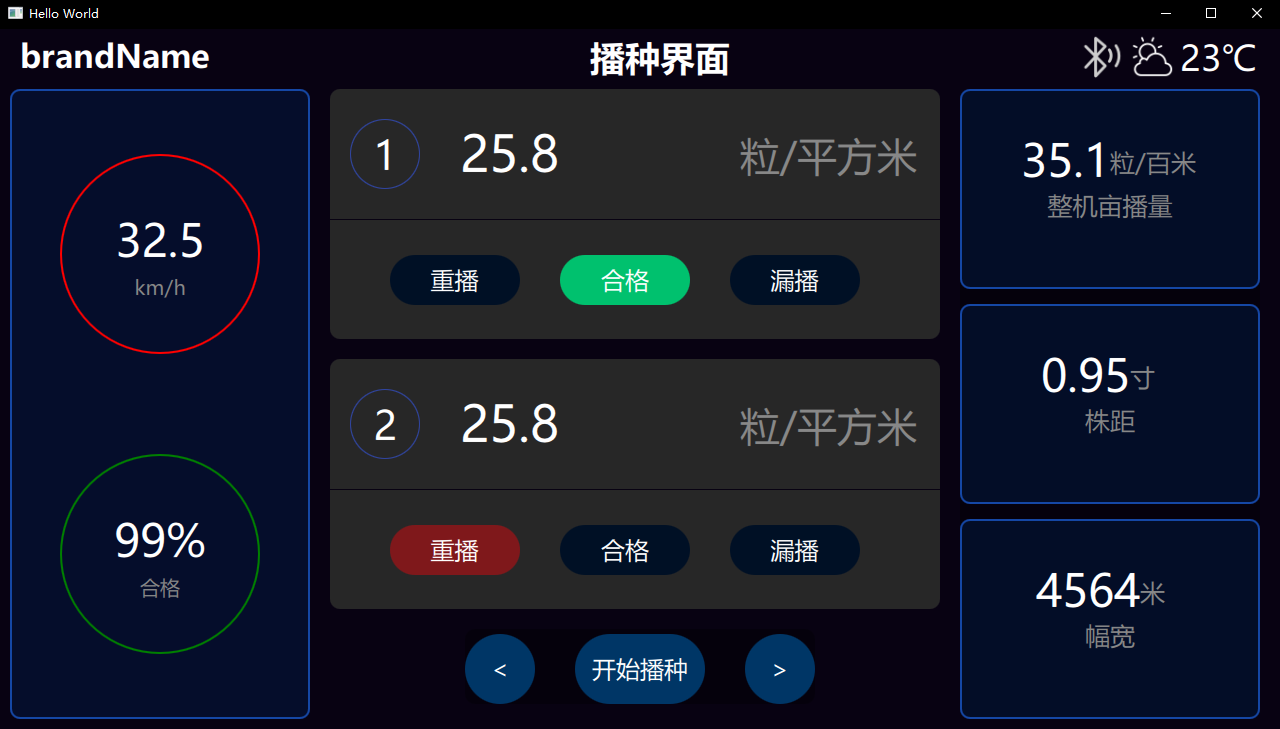 Hello World
brandName
播种界面
23℃
32.5
km/h
99%
合格
1
25.8
粒/平方米
重播
合格
漏播
2
25.8
粒/平方米
重播
合格
漏播
<
开始播种
>
35.1粒/百米
整机亩播量
0.95寸
株距
4564米
幅宽